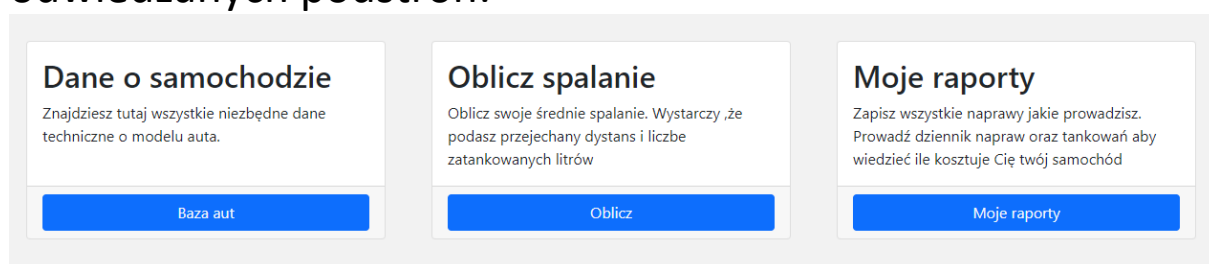 odwiedzanych podstron.
Dane o samochodzie
Znajdziesz tutaj wszystkie niezbędne dane
techniczne o modelu auta.
Baza aut
Oblicz spalanie
Oblicz swoje średnie spalanie. Wystarczy ,że
podasz przejechany dystans i liczbe
zatankowanych litrów
Oblicz
Moje raporty
Zapisz wszystkie naprawy jakie prowadzisz.
Prowadź dziennik napraw oraz tankowań aby
wiedzieć ile kosztuje Cię twój samochód
Moje raporty